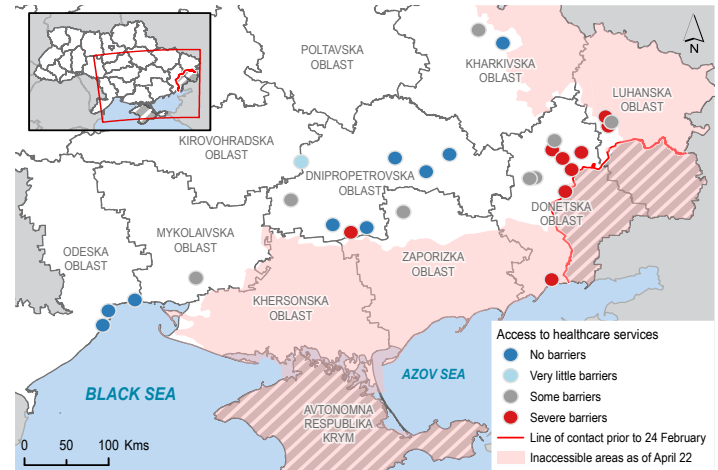 POLTAVSKA
OBLAST
KHARKIVSKA
OBLAST
N
LUHANSKA
OBLAST
KIROVOHRADSKA
OBLAST
DNIPROPETROVSKA
OBLAST
DONETSKA
OBLAST
MYKOLAIVSKA
OBLAST
ODESKA
OBLAST
ZAPORIZKA
OBLAST
KHERSONSKA
OBLAST
BLACK SEA
AZOV SEA
AVTONOMNA
RESPUBLIKA
KRYM
0 50 100 Kms
Access to healthcare services
No barriers
Very little barriers
Some barriers
Severe barriers
Line of contact prior to 24 February
Inaccessible areas as of April 22